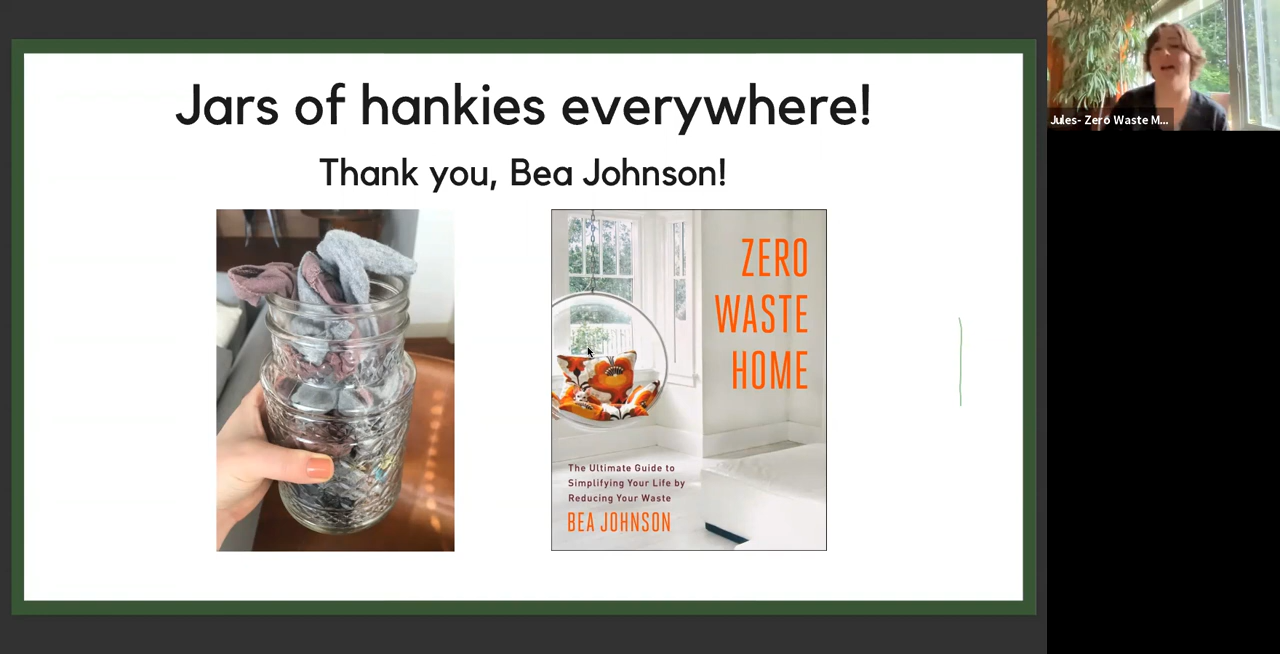 Jars of hankies everywhere!
Thank you, Bea Johnson!
ZERO
WASTE
HOME
The Ultimate Guide to
Simplifying Your Life by
Reducing Your Waste
BEA JOHNSON
Jules- Zero Waste M...